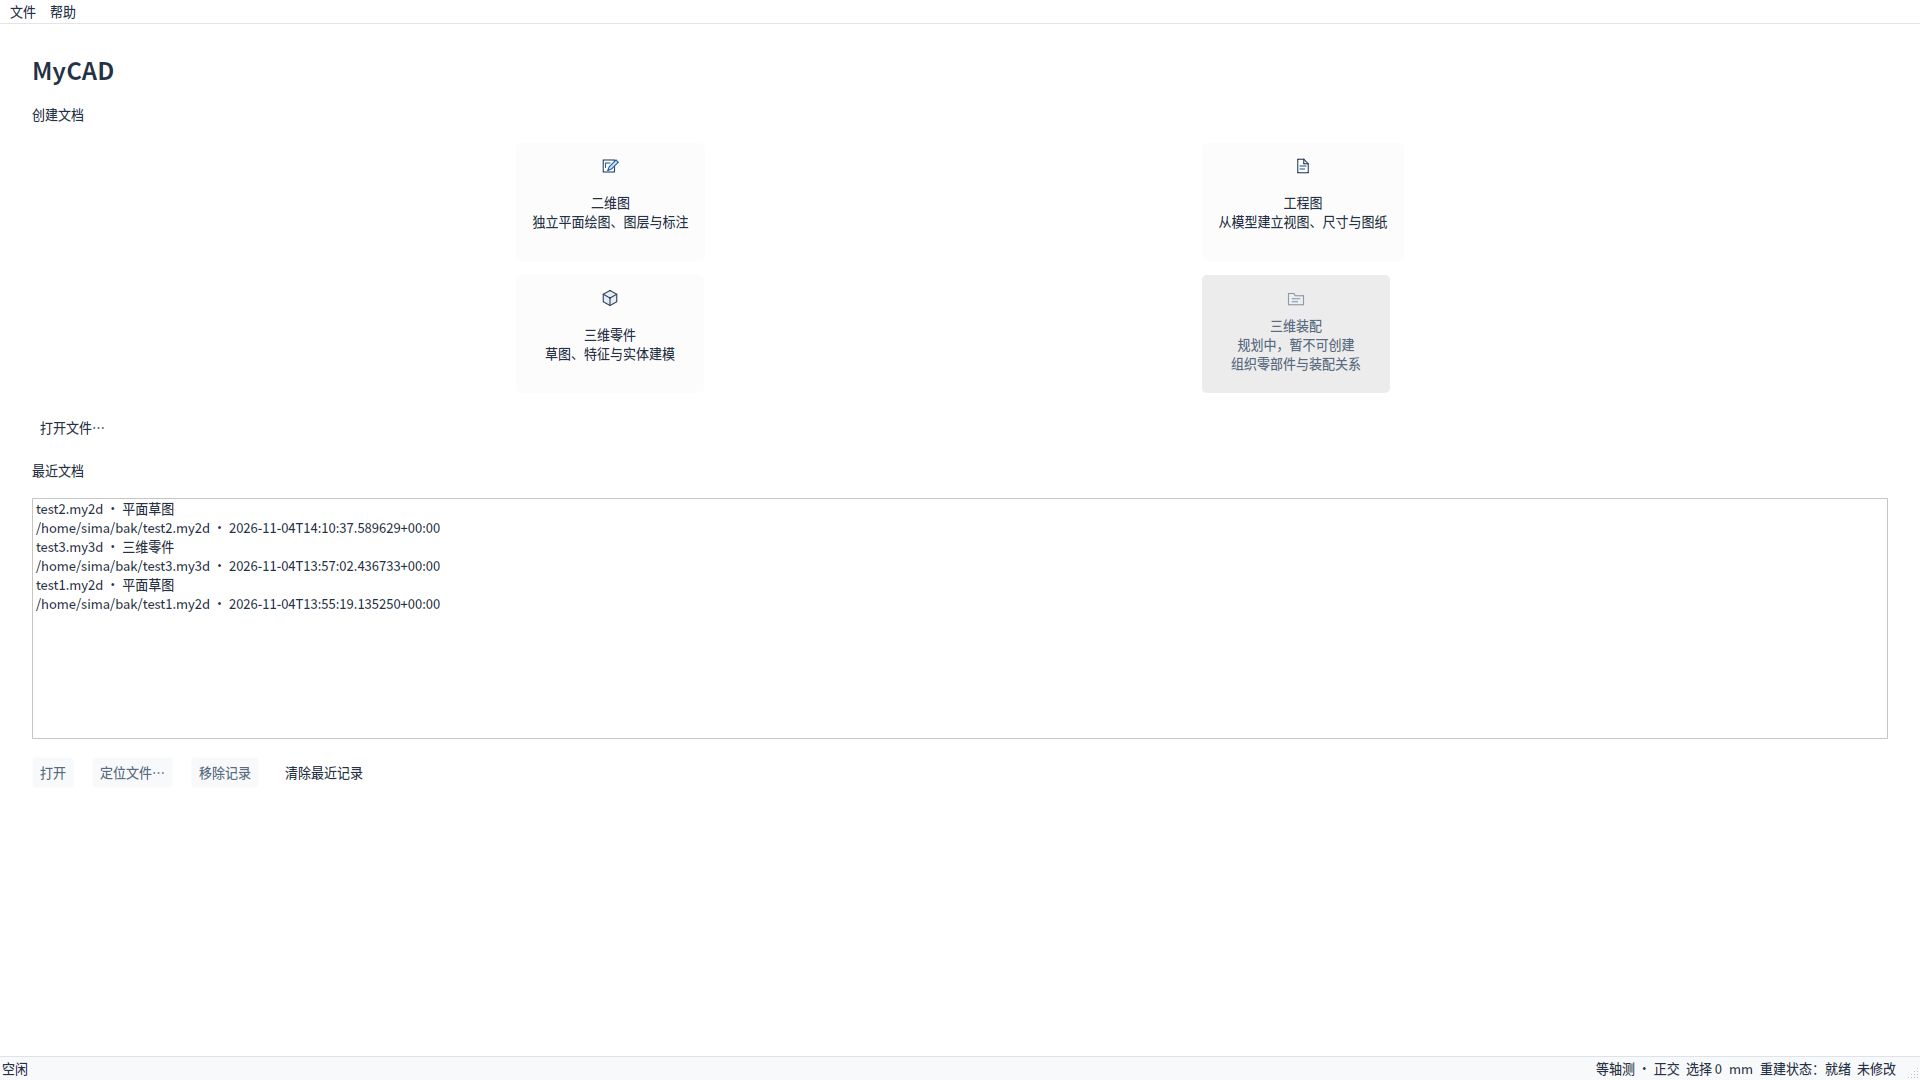 文件 帮助
MyCAD
创建文档
二维图
独立平面绘图、图层与标注
工程图
从模型建立视图、尺寸与图纸
三维零件
草图、特征与实体建模
三维装配
规划中，暂不可创建
组织零部件与装配关系
打开文件…
最近文档
test2.my2d · 平面草图
/home/sima/bak/test2.my2d · 2026-11-04T14:10:37.589629+00:00
test3.my3d · 三维零件
/home/sima/bak/test3.my3d · 2026-11-04T13:57:02.436733+00:00
test1.my2d · 平面草图
/home/sima/bak/test1.my2d · 2026-11-04T13:55:19.135250+00:00
打开 定位文件… 移除记录 清除最近记录
空闲 等轴测 · 正交 选择 0 mm 重建状态：就绪 未修改